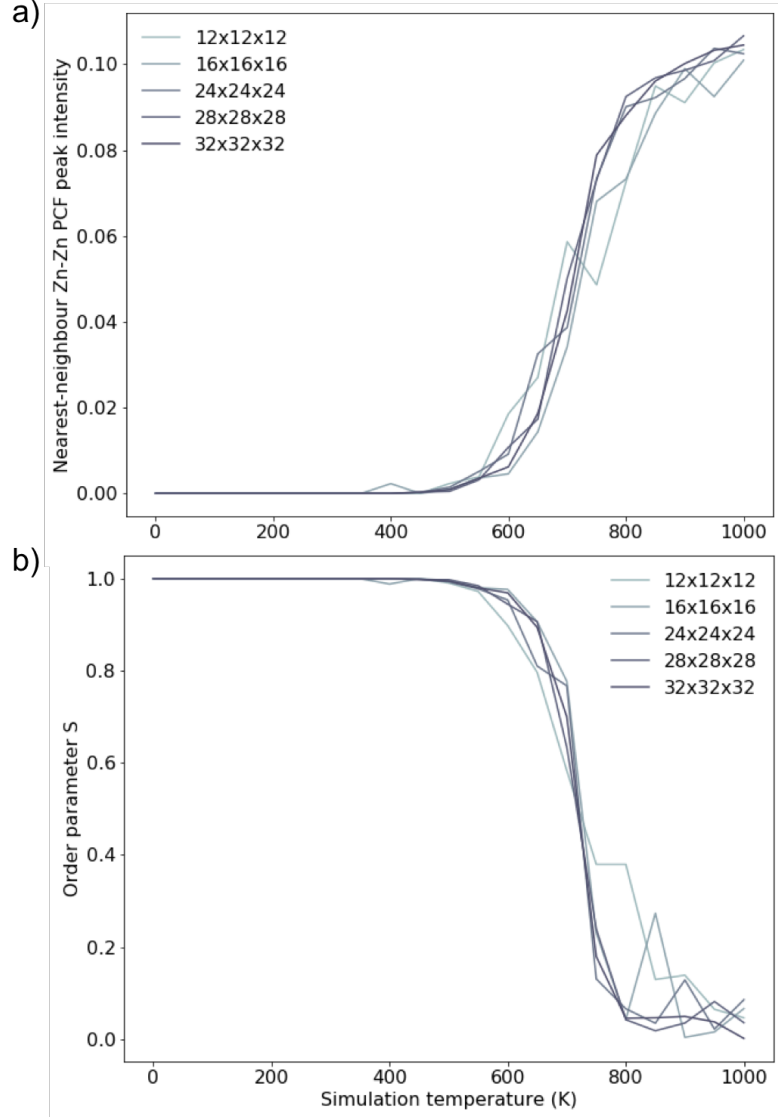 a)
12x12x12
16x16x16
24x24x24
28x28x28
32x32x32
Nearest-neighbour Zn-Zn PCF peak intensity
0.10
0.08
0.06
0.04
0.02
0.00
0 200 400 600 800 1000
b)
12x12x12
16x16x16
24x24x24
28x28x28
32x32x32
Order parameter S
1.0
0.8
0.6
0.4
0.2
0.0
0 200 400 600 800 1000
Simulation temperature (K)